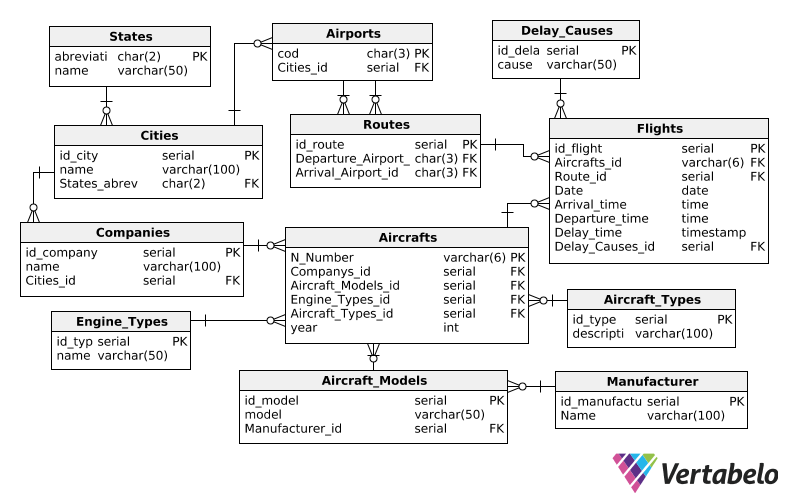 States
abreviati char(2) PK
name varchar(50)
Airports
cod char(3) PK
Cities_id serial FK
Delay_Causes
id_dela serial PK
cause varchar(50)
Cities
id_city serial PK
name varchar(100)
States_abrev char(2) FK
Routes
id_route serial PK
Departure_Airport_ char(3) FK
Arrival_Airport_id char(3) FK
Flights
id_flight serial PK
Aircrafts_id varchar(6) FK
Route_id serial FK
Date date
Arrival_time time
Departure_time time
Delay_time timestamp
Delay_Causes_id serial FK
Companies
id_company serial PK
name varchar(100)
Cities_id serial FK
Aircrafts
N_Number varchar(6) PK
Companys_id serial FK
Aircraft_Models_id serial FK
Engine_Types_id serial FK
Aircraft_Types_id serial FK
year int
Engine_Types
id_typ serial PK
name varchar(50)
Aircraft_Types
id_type serial PK
descripti varchar(100)
Aircraft_Models
id_model serial PK
model varchar(50)
Manufacturer_id serial FK
Manufacturer
id_manufactu serial PK
Name varchar(100)
Vertabelo